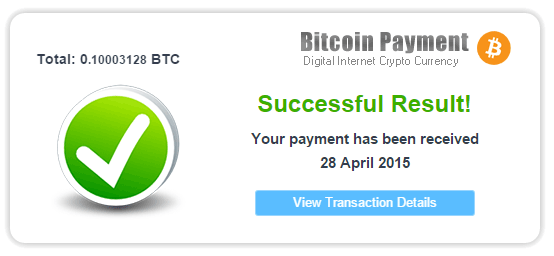 Bitcoin Payment
Digital Internet Crypto Currency
Total: 0.10003128 BTC
Successful Result!
Your payment has been received
28 April 2015
View Transaction Details